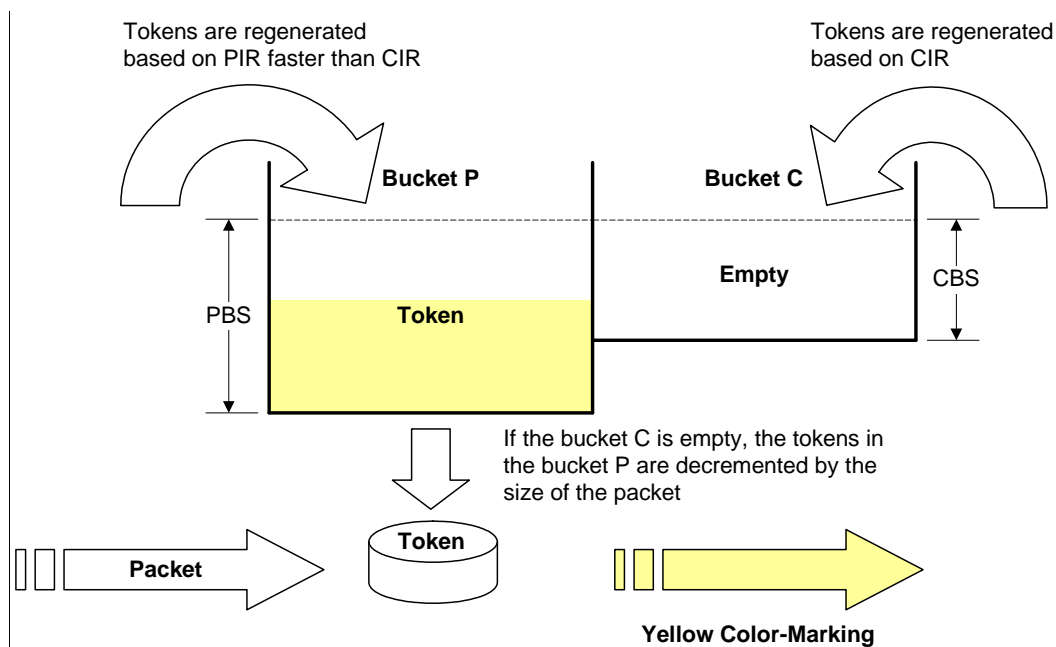 Tokens are regenerated
based on PIR faster than CIR
Tokens are regenerated
based on CIR
Bucket P
Bucket C
PBS
Token
Empty
CBS
If the bucket C is empty, the tokens in
the bucket P are decremented by the
size of the packet
Packet
Token
Yellow Color-Marking